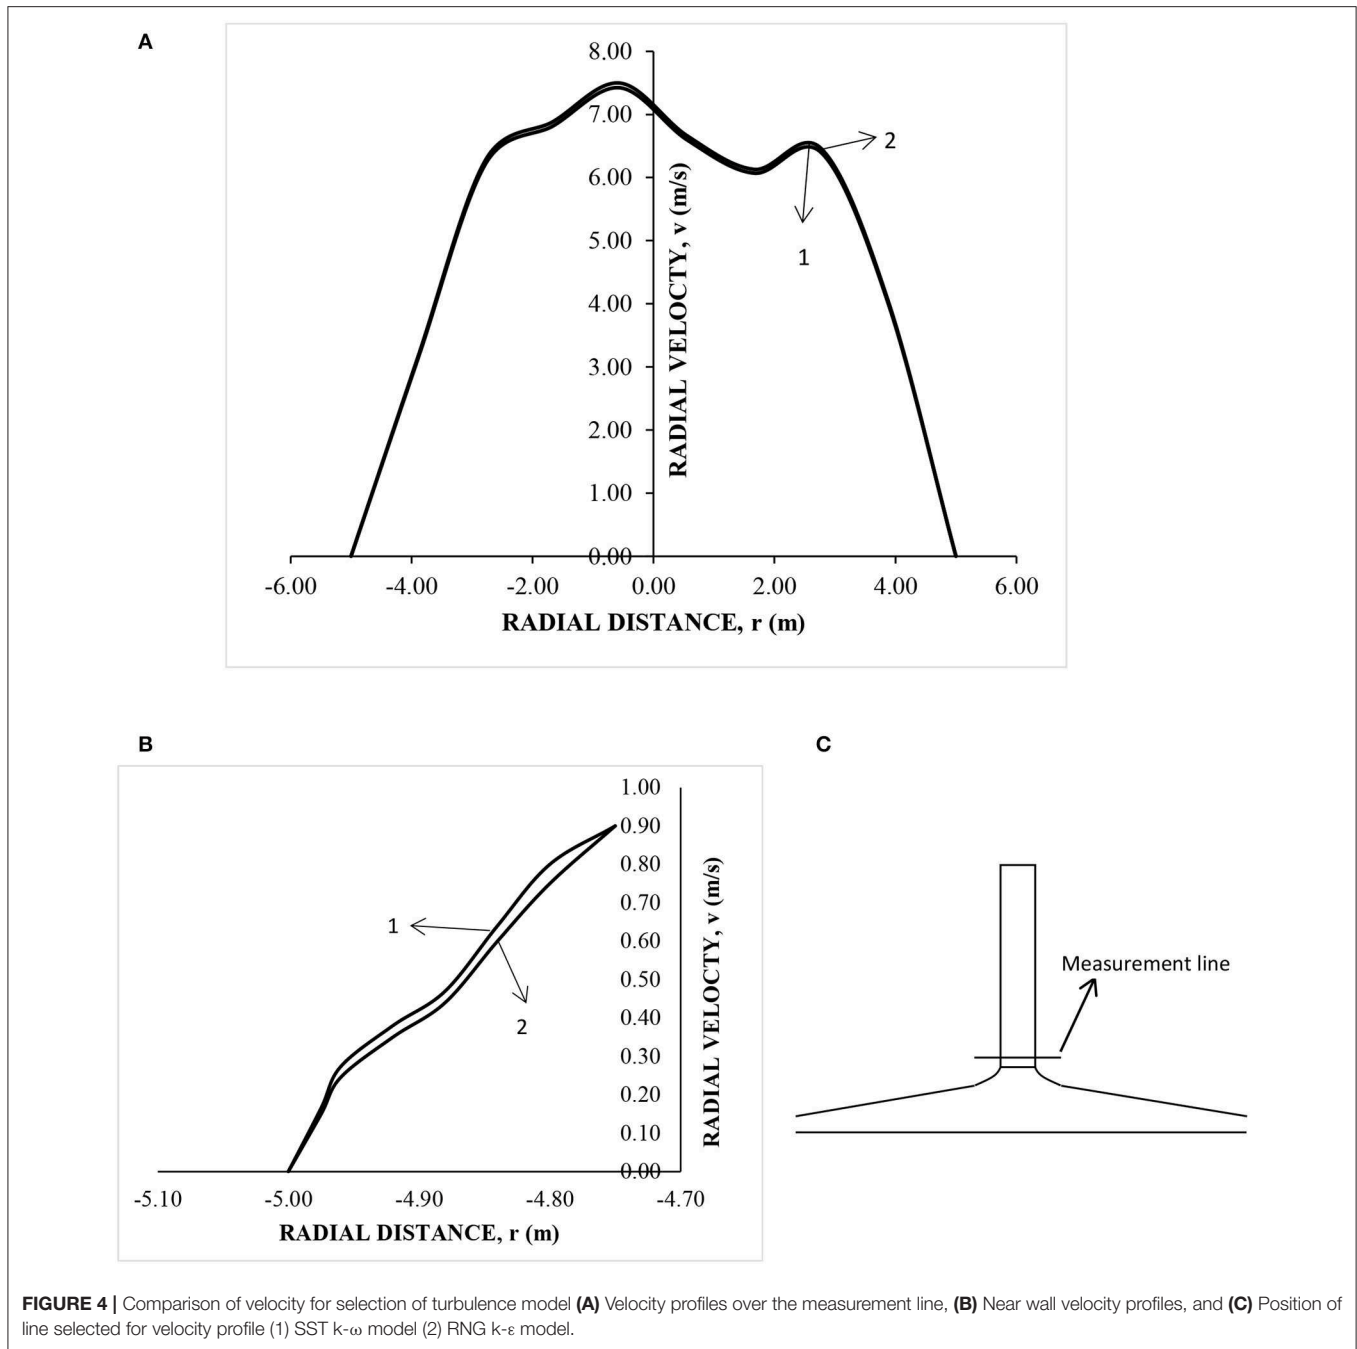 A
8.00
7.00
6.00
5.00
4.00
3.00
2.00
1.00
0.00
2
1
RADIAL VELOCTY, v (m/s)
-6.00 -4.00 -2.00 0.00 2.00 4.00 6.00
RADIAL DISTANCE, r (m)
B
1.00
0.90
0.80
0.70
0.60
0.50
0.40
0.30
0.20
0.10
0.00
1
2
RADIAL VELOCTY, v (m/s)
-5.10 -5.00 -4.90 -4.80 -4.70
RADIAL DISTANCE, r (m)
C
Measurement line
FIGURE 4 | Comparison of velocity for selection of turbulence model (A) Velocity profiles over the measurement line, (B) Near wall velocity profiles, and (C) Position of
line selected for velocity profile (1) SST k-ω model (2) RNG k-ε model.